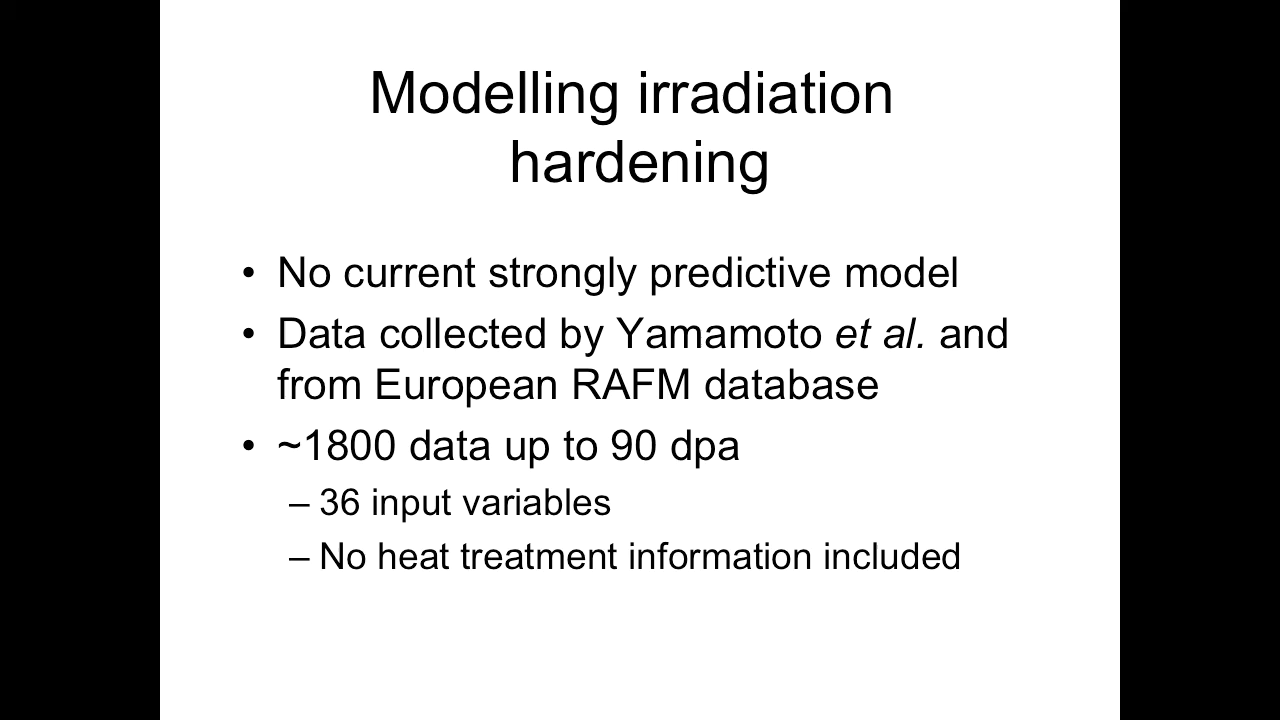 Modelling irradiation
hardening
• No current strongly predictive model
• Data collected by Yamamoto et al. and
from European RAFM database
• ~1800 data up to 90 dpa
– 36 input variables
– No heat treatment information included